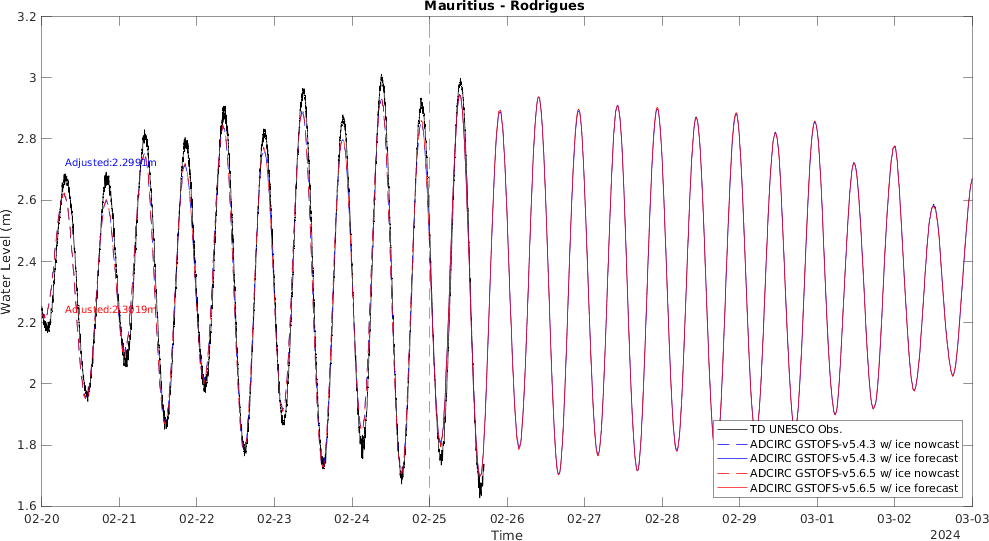 Mauritius - Rodrigues
3.2
3
2.8
2.6
2.4
2.2
2
1.8
1.6
Water Level (m)
Adjusted:2.2991m
Adjusted:2.3019m
TD UNESCO Obs.
ADCIRC GSTOFS-v5.4.3 w/ ice nowcast
ADCIRC GSTOFS-v5.4.3 w/ ice forecast
ADCIRC GSTOFS-v5.6.5 w/ ice nowcast
ADCIRC GSTOFS-v5.6.5 w/ ice forecast
02-20 02-21 02-22 02-23 02-24 02-25 02-26 02-27 02-28 02-29 03-01 03-02 03-03
Time
2024